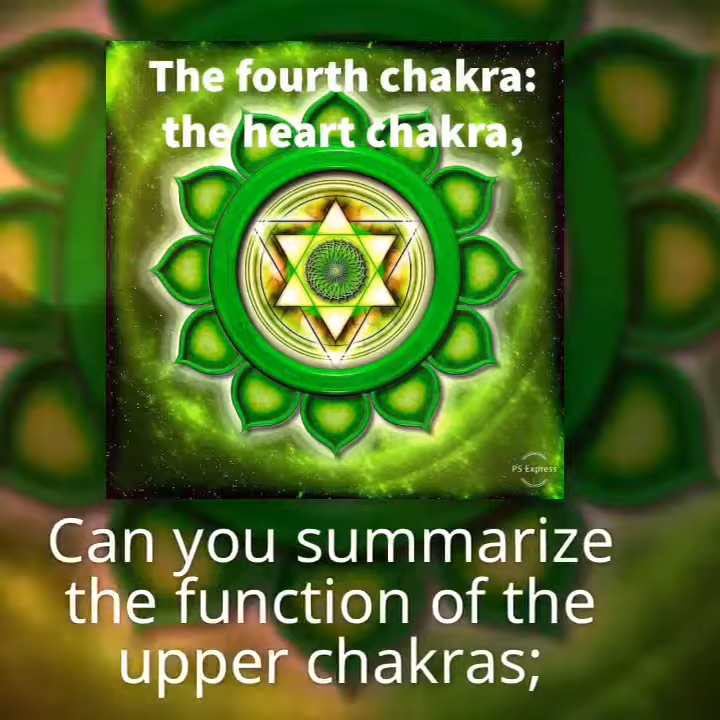 The fourth chakra:
the heart chakra,
PS Express
Can you summarize
the function of the
upper chakras;